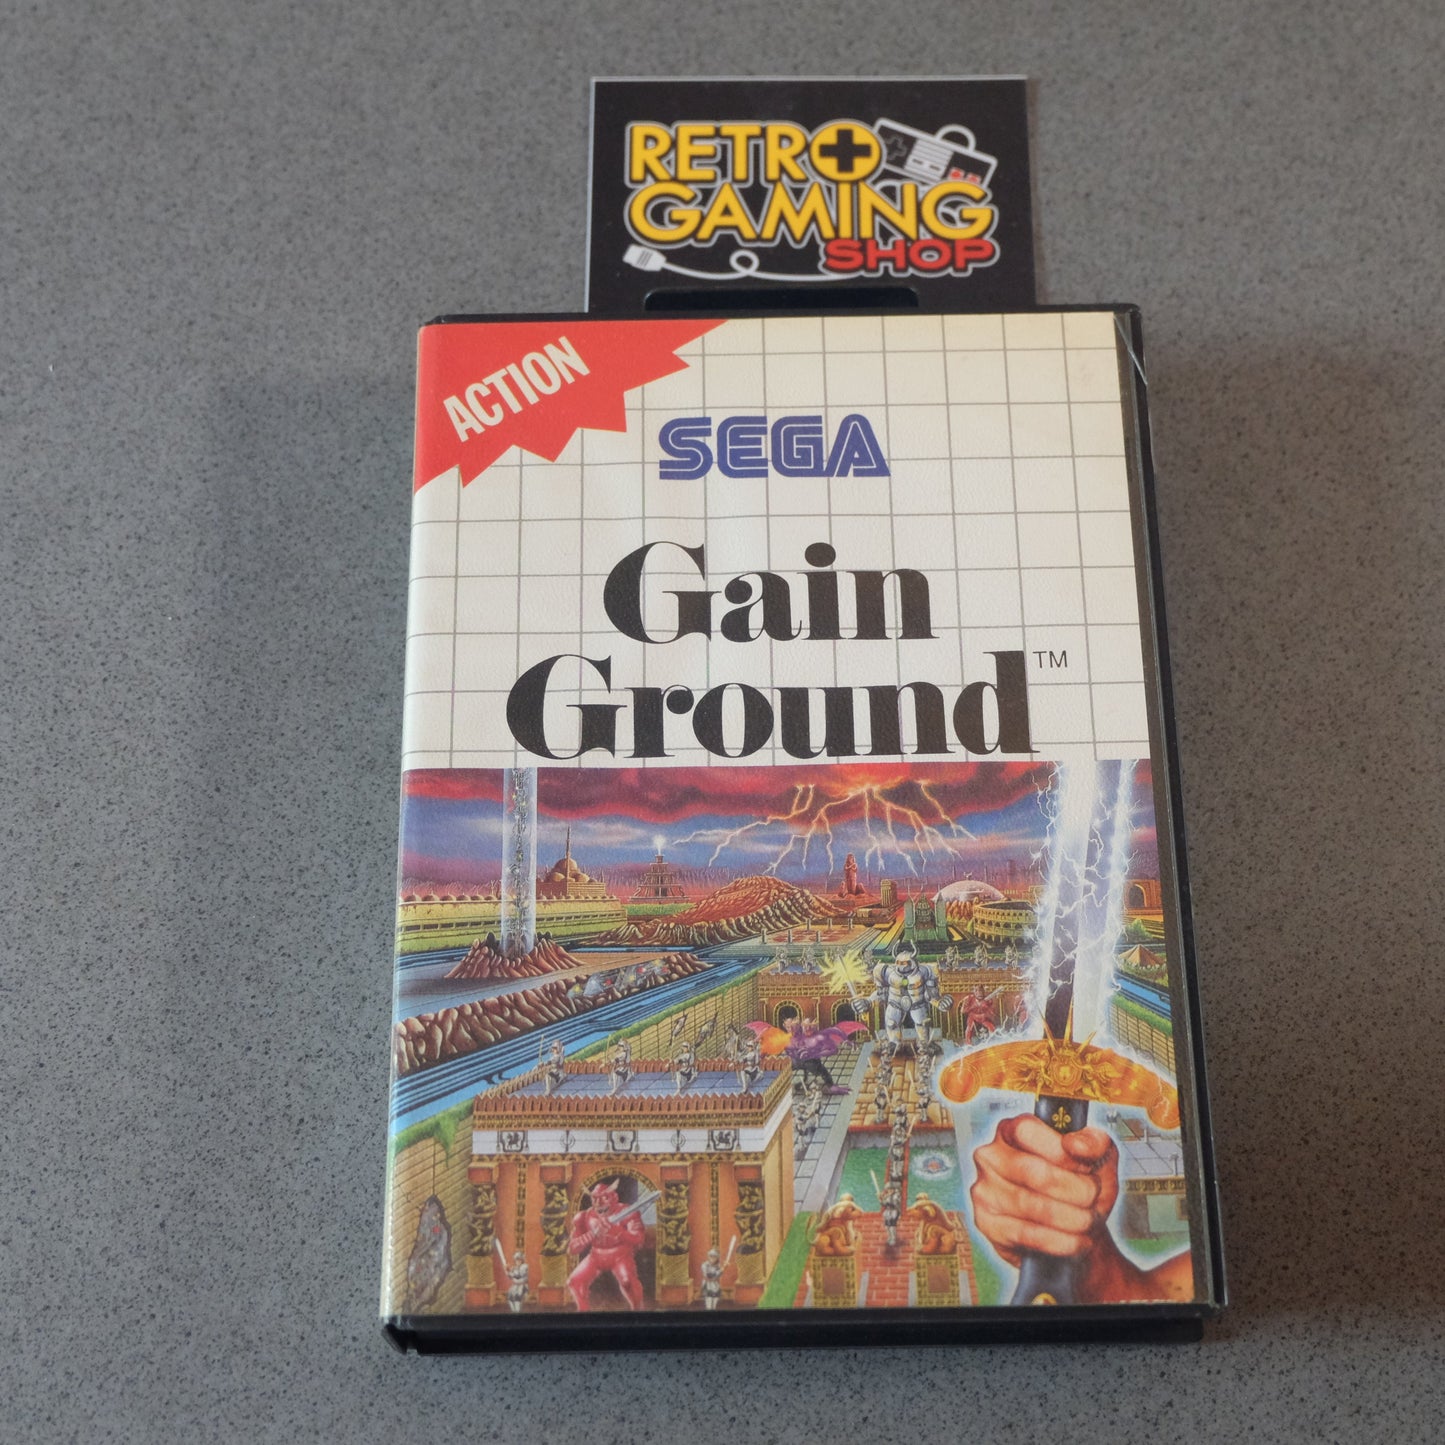 RETRO
GAMING
SHOP
ACTION
SEGA
Gain
Ground™